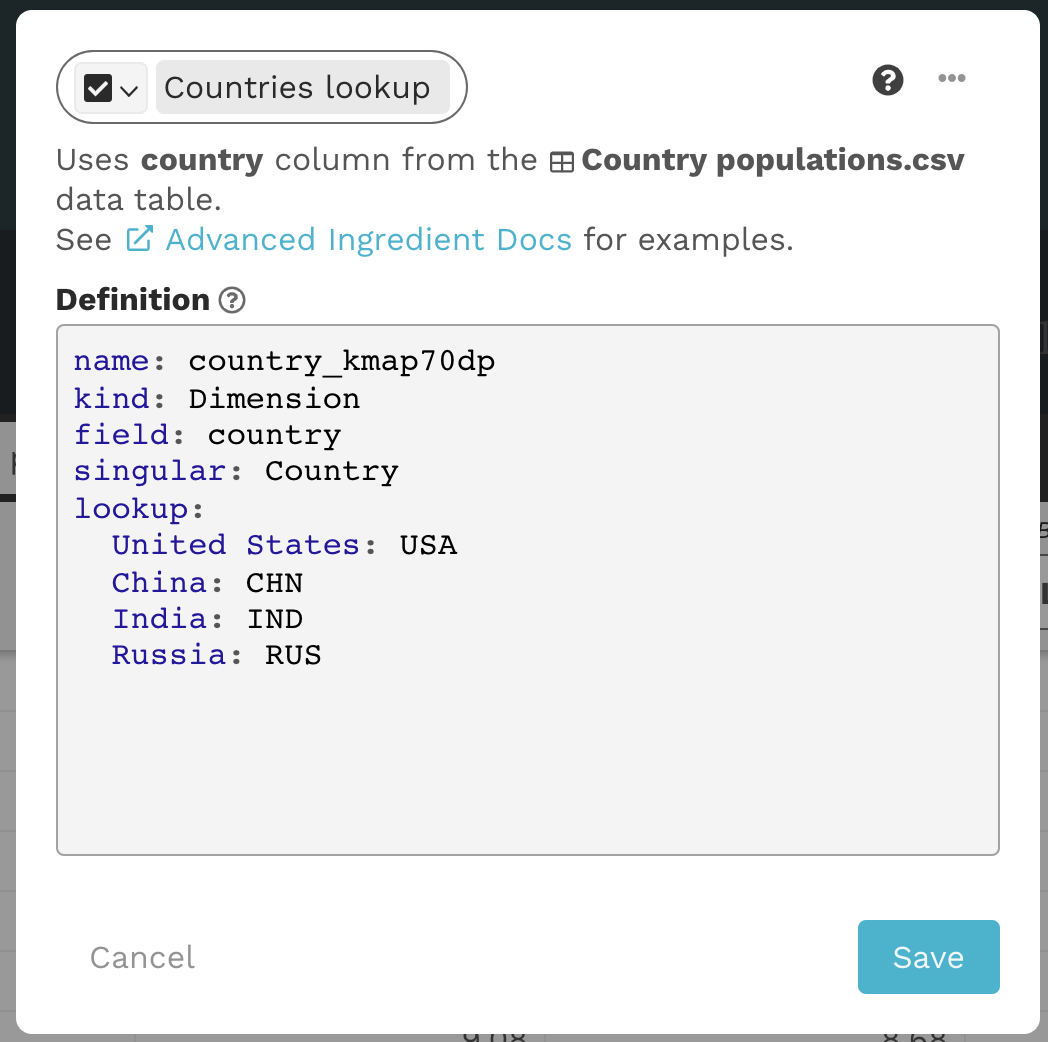 Countries lookup
Uses country column from the Country populations.csv
data table.
See Advanced Ingredient Docs for examples.
Definition
name: country_kmap70dp
kind: Dimension
field: country
singular: Country
lookup:
  United States: USA
  China: CHN
  India: IND
  Russia: RUS
Cancel
Save